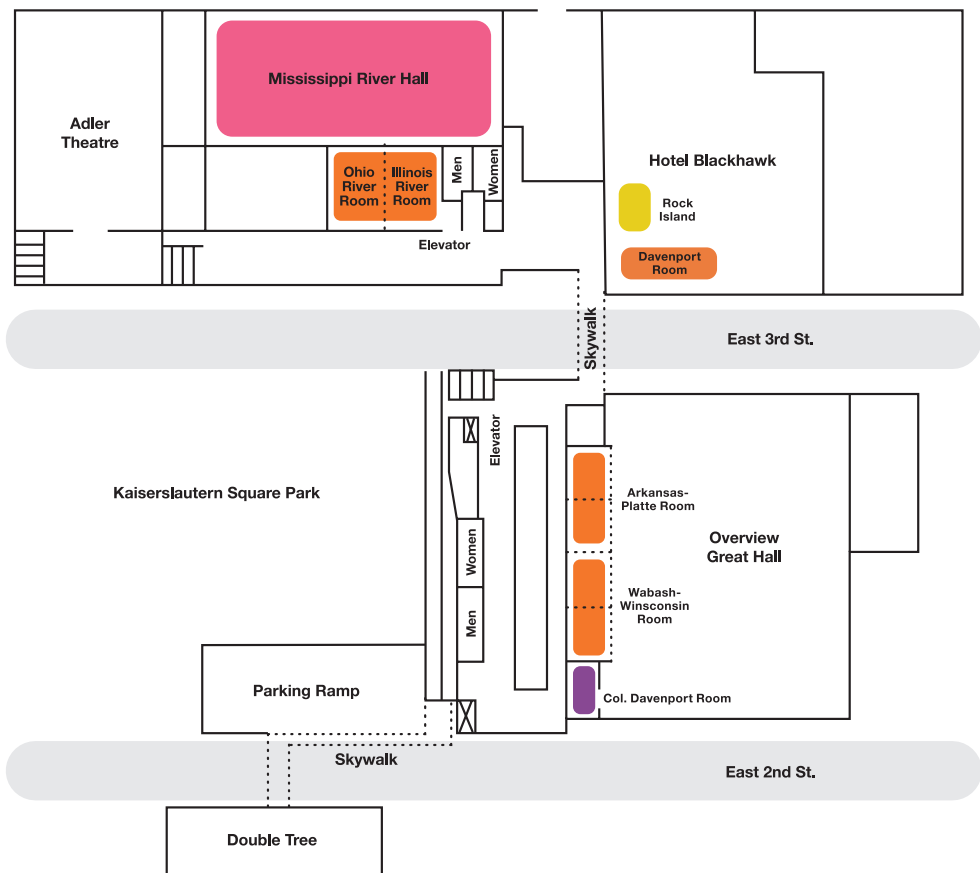 Mississippi River Hall
Adler
Theatre
Ohio
River
Room
Illinois
River
Room
Men
Women
Elevator
Hotel Blackhawk
Rock
Island
Davenport
Room
Skywalk
East 3rd St.
Elevator
Kaiserslautern Square Park
Arkansas-
Platte Room
Overview
Great Hall
Women
Wabash-
Winsconsin
Room
Men
Parking Ramp
Col. Davenport Room
Skywalk
East 2nd St.
Double Tree